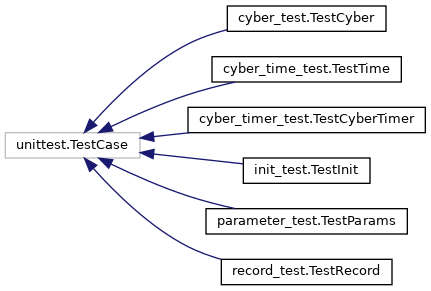 cyber_test.TestCyber
cyber_time_test.TestTime
cyber_timer_test.TestCyberTimer
unittest.TestCase
init_test.TestInit
parameter_test.TestParams
record_test.TestRecord